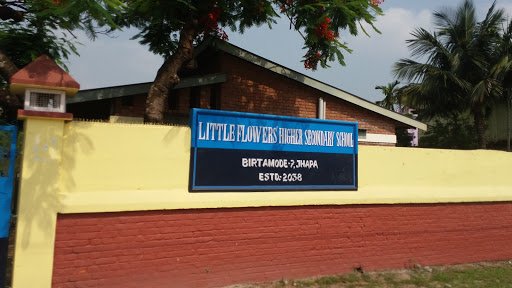 LITTLE FLOWERS' HIGHER SECONDARY SCHOOL
BIRTAMODE-7, JHAPA
ESTD.-2038